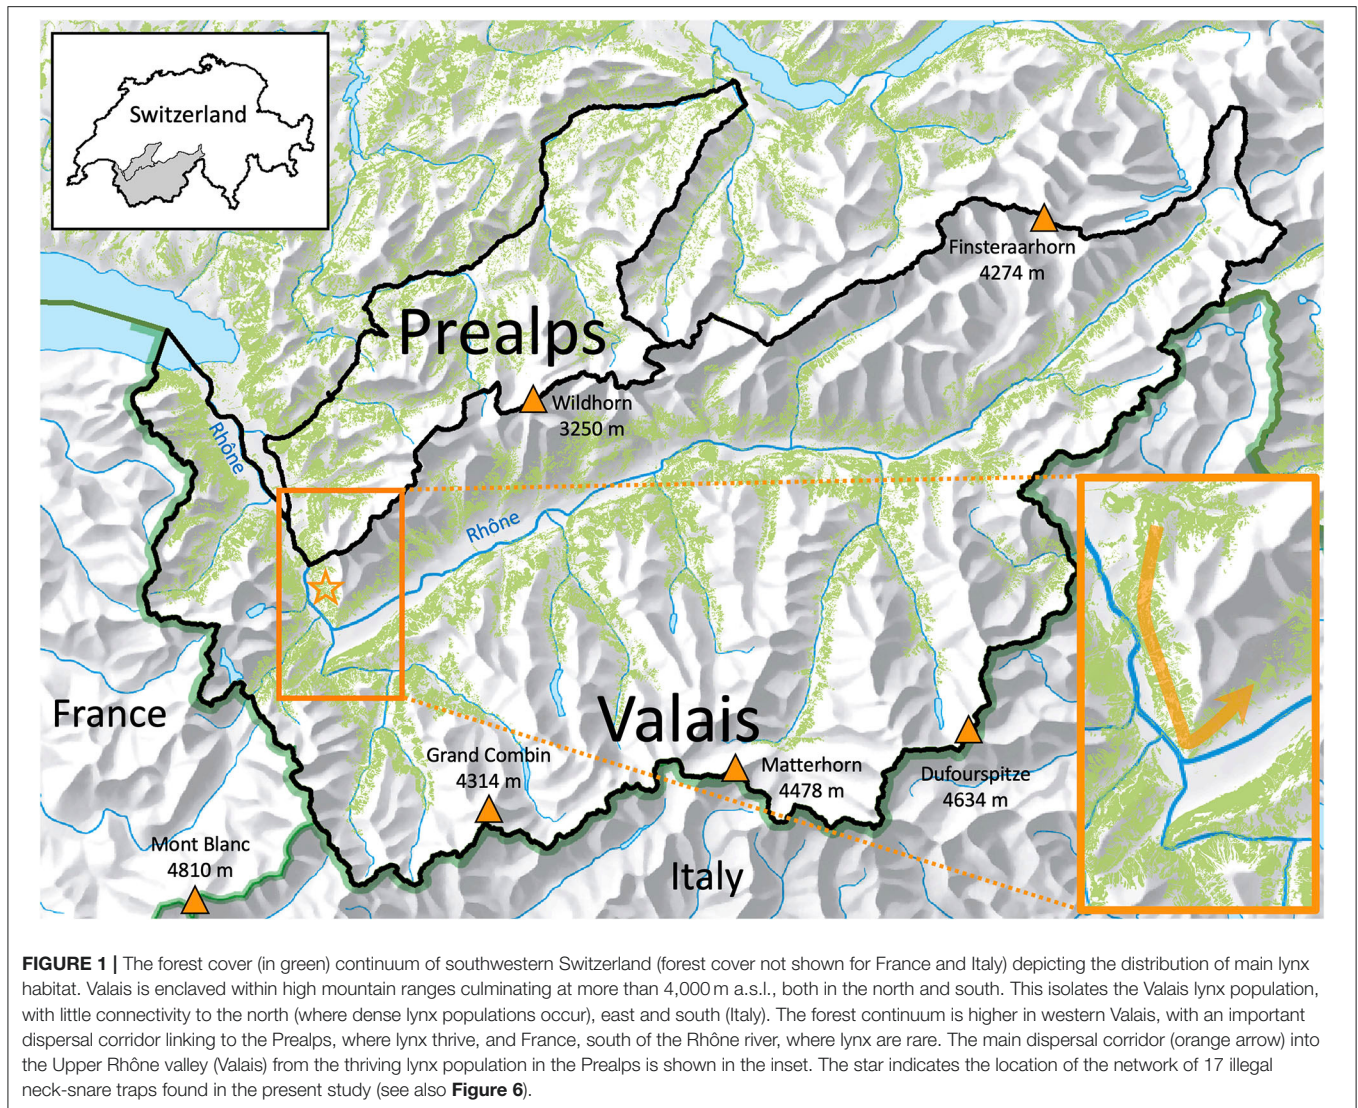 Switzerland
Finsteraarhorn
4274 m
Prealps
Wildhorn
3250 m
Rhône
Rhône
France
Valais
Grand Combin
4314 m
Matterhorn
4478 m
Dufourspitze
4634 m
Mont Blanc
4810 m
Italy
FIGURE 1 | The forest cover (in green) continuum of southwestern Switzerland (forest cover not shown for France and Italy) depicting the distribution of main lynx
habitat. Valais is enclaved within high mountain ranges culminating at more than 4,000 m a.s.l., both in the north and south. This isolates the Valais lynx population,
with little connectivity to the north (where dense lynx populations occur), east and south (Italy). The forest continuum is higher in western Valais, with an important
dispersal corridor linking to the Prealps, where lynx thrive, and France, south of the Rhône river, where lynx are rare. The main dispersal corridor (orange arrow) into
the Upper Rhône valley (Valais) from the thriving lynx population in the Prealps is shown in the inset. The star indicates the location of the network of 17 illegal
neck-snare traps found in the present study (see also Figure 6).